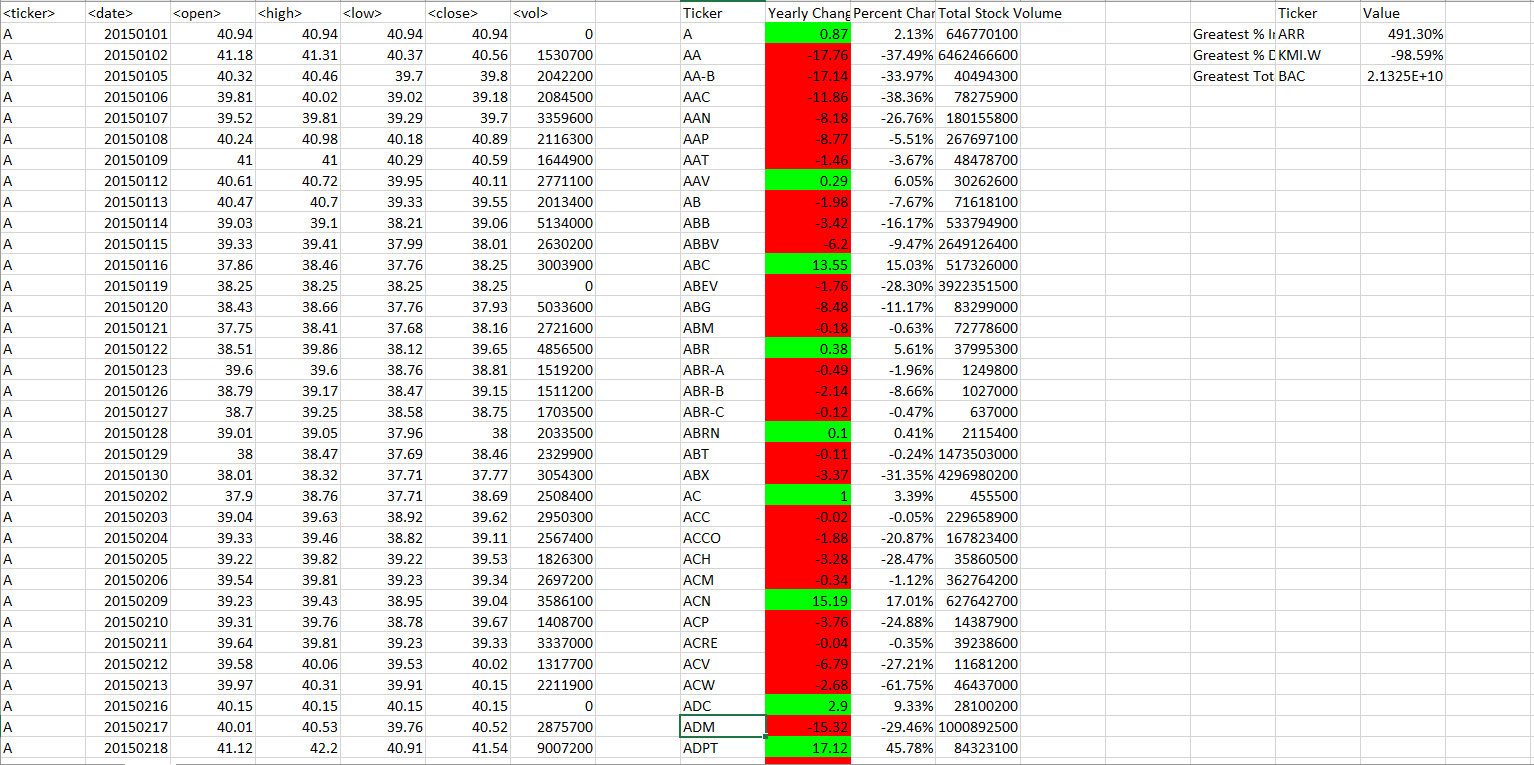 <ticker> <date> <open> <high> <low> <close> <vol> Ticker Yearly Chang Percent Char Total Stock Volume Ticker Value
A 20150101 40.94 40.94 40.94 40.94 0 A 0.87 2.13% 646770100 Greatest % I ARR 491.30%
A 20150102 41.18 41.31 40.37 40.56 1530700 AA -17.76 -37.49% 6462466600 Greatest % D KMI.W -98.59%
A 20150105 40.32 40.46 39.7 39.8 2042200 AA-B -17.14 -33.97% 40494300 Greatest Tot BAC 2.1325E+10
A 20150106 39.81 40.02 39.02 39.18 2084500 AAC -11.86 -38.36% 78275900
A 20150107 39.52 39.81 39.29 39.7 3359600 AAN -8.18 -26.76% 180155800
A 20150108 40.24 40.98 40.18 40.89 2116300 AAP -8.77 -5.51% 267697100
A 20150109 41 41 40.29 40.59 1644900 AAT -1.46 -3.67% 48478700
A 20150112 40.61 40.72 39.95 40.11 2771100 AAV 0.29 6.05% 30262600
A 20150113 40.47 40.7 39.33 39.55 2013400 AB -1.98 -7.67% 71618100
A 20150114 39.03 39.1 38.21 39.06 5134000 ABB -3.42 -16.17% 533794900
A 20150115 39.33 39.41 37.99 38.01 2630200 ABBV -6.2 -9.47% 2649126400
A 20150116 37.86 38.46 37.76 38.25 3003900 ABC 13.55 15.03% 517326000
A 20150119 38.25 38.25 38.25 38.25 0 ABEV -1.76 -28.30% 3922351500
A 20150120 38.43 38.66 37.76 37.93 5033600 ABG -8.48 -11.17% 83299000
A 20150121 37.75 38.41 37.68 38.16 2721600 ABM -0.18 -0.63% 72778600
A 20150122 38.51 39.86 38.12 39.65 4856500 ABR 0.38 5.61% 37995300
A 20150123 39.6 39.6 38.76 38.81 1519200 ABR-A -0.49 -1.96% 1249800
A 20150126 38.79 39.17 38.47 39.15 1511200 ABR-B -2.14 -8.66% 1027000
A 20150127 38.7 39.25 38.58 38.75 1703500 ABR-C -0.12 -0.47% 637000
A 20150128 39.01 39.05 37.96 38 2033500 ABRN 0.1 0.41% 2115400
A 20150129 38 38.47 37.69 38.46 2329900 ABT -0.11 -0.24% 1473503000
A 20150130 38.01 38.32 37.71 37.77 3054300 ABX -3.37 -31.35% 4296980200
A 20150202 37.9 38.76 37.71 38.69 2508400 AC 1 3.39% 455500
A 20150203 39.04 39.63 38.92 39.62 2950300 ACC -0.02 -0.05% 229658900
A 20150204 39.33 39.46 38.82 39.11 2567400 ACCO -1.88 -20.87% 167823400
A 20150205 39.22 39.82 39.22 39.53 1826300 ACH -3.28 -28.47% 35860500
A 20150206 39.54 39.81 39.23 39.34 2697200 ACM -0.34 -1.12% 362764200
A 20150209 39.23 39.43 38.95 39.04 3586100 ACN 15.19 17.01% 627642700
A 20150210 39.31 39.76 38.78 39.67 1408700 ACP -3.76 -24.88% 14387900
A 20150211 39.64 39.81 39.23 39.33 3337000 ACRE -0.04 -0.35% 39238600
A 20150212 39.58 40.06 39.53 40.02 1317700 ACV -6.79 -27.21% 11681200
A 20150213 39.97 40.31 39.91 40.15 2211900 ACW -2.68 -61.75% 46437000
A 20150216 40.15 40.15 40.15 40.15 0 ADC 2.9 9.33% 28100200
A 20150217 40.01 40.53 39.76 40.52 2875700 ADM -15.32 -29.46% 1000892500
A 20150218 41.12 42.2 40.91 41.54 9007200 ADPT 17.12 45.78% 84323100